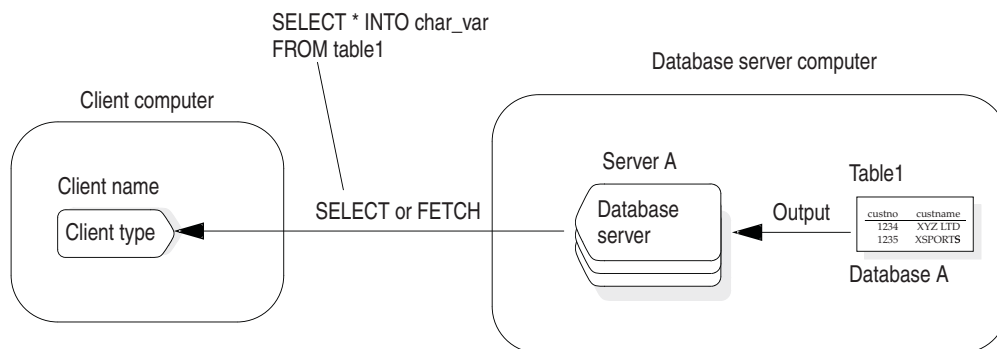 SELECT * INTO char_var
FROM table1
Database server computer
Client computer
Server A
Table1
Client name
Client type
SELECT or FETCH
Database
server
Output
custno custname
1234 XYZ LTD
1235 XSPORTS
Database A